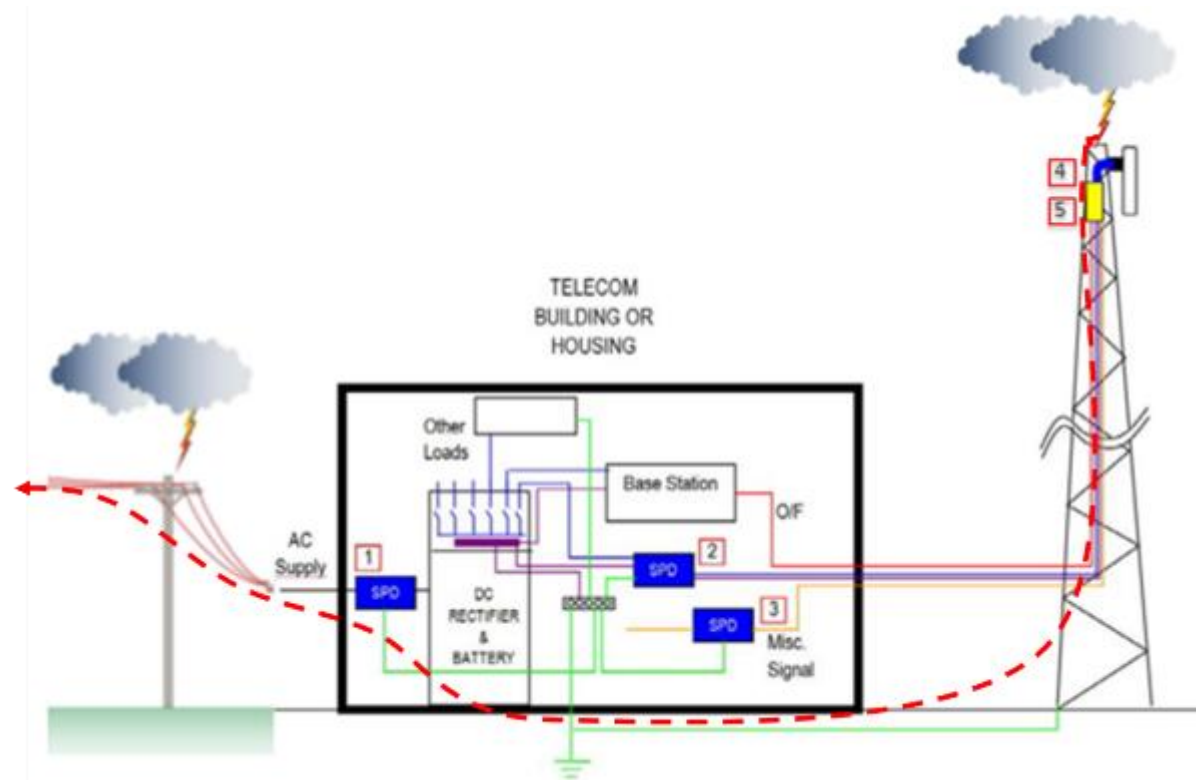 4
5
TELECOM
BUILDING OR
HOUSING
Other
Loads
Base Station
O/F
AC
Supply
1
SPD
2
SPD
DC
RECTIFIER
&
BATTERY
3
SPD
Misc.
Signal